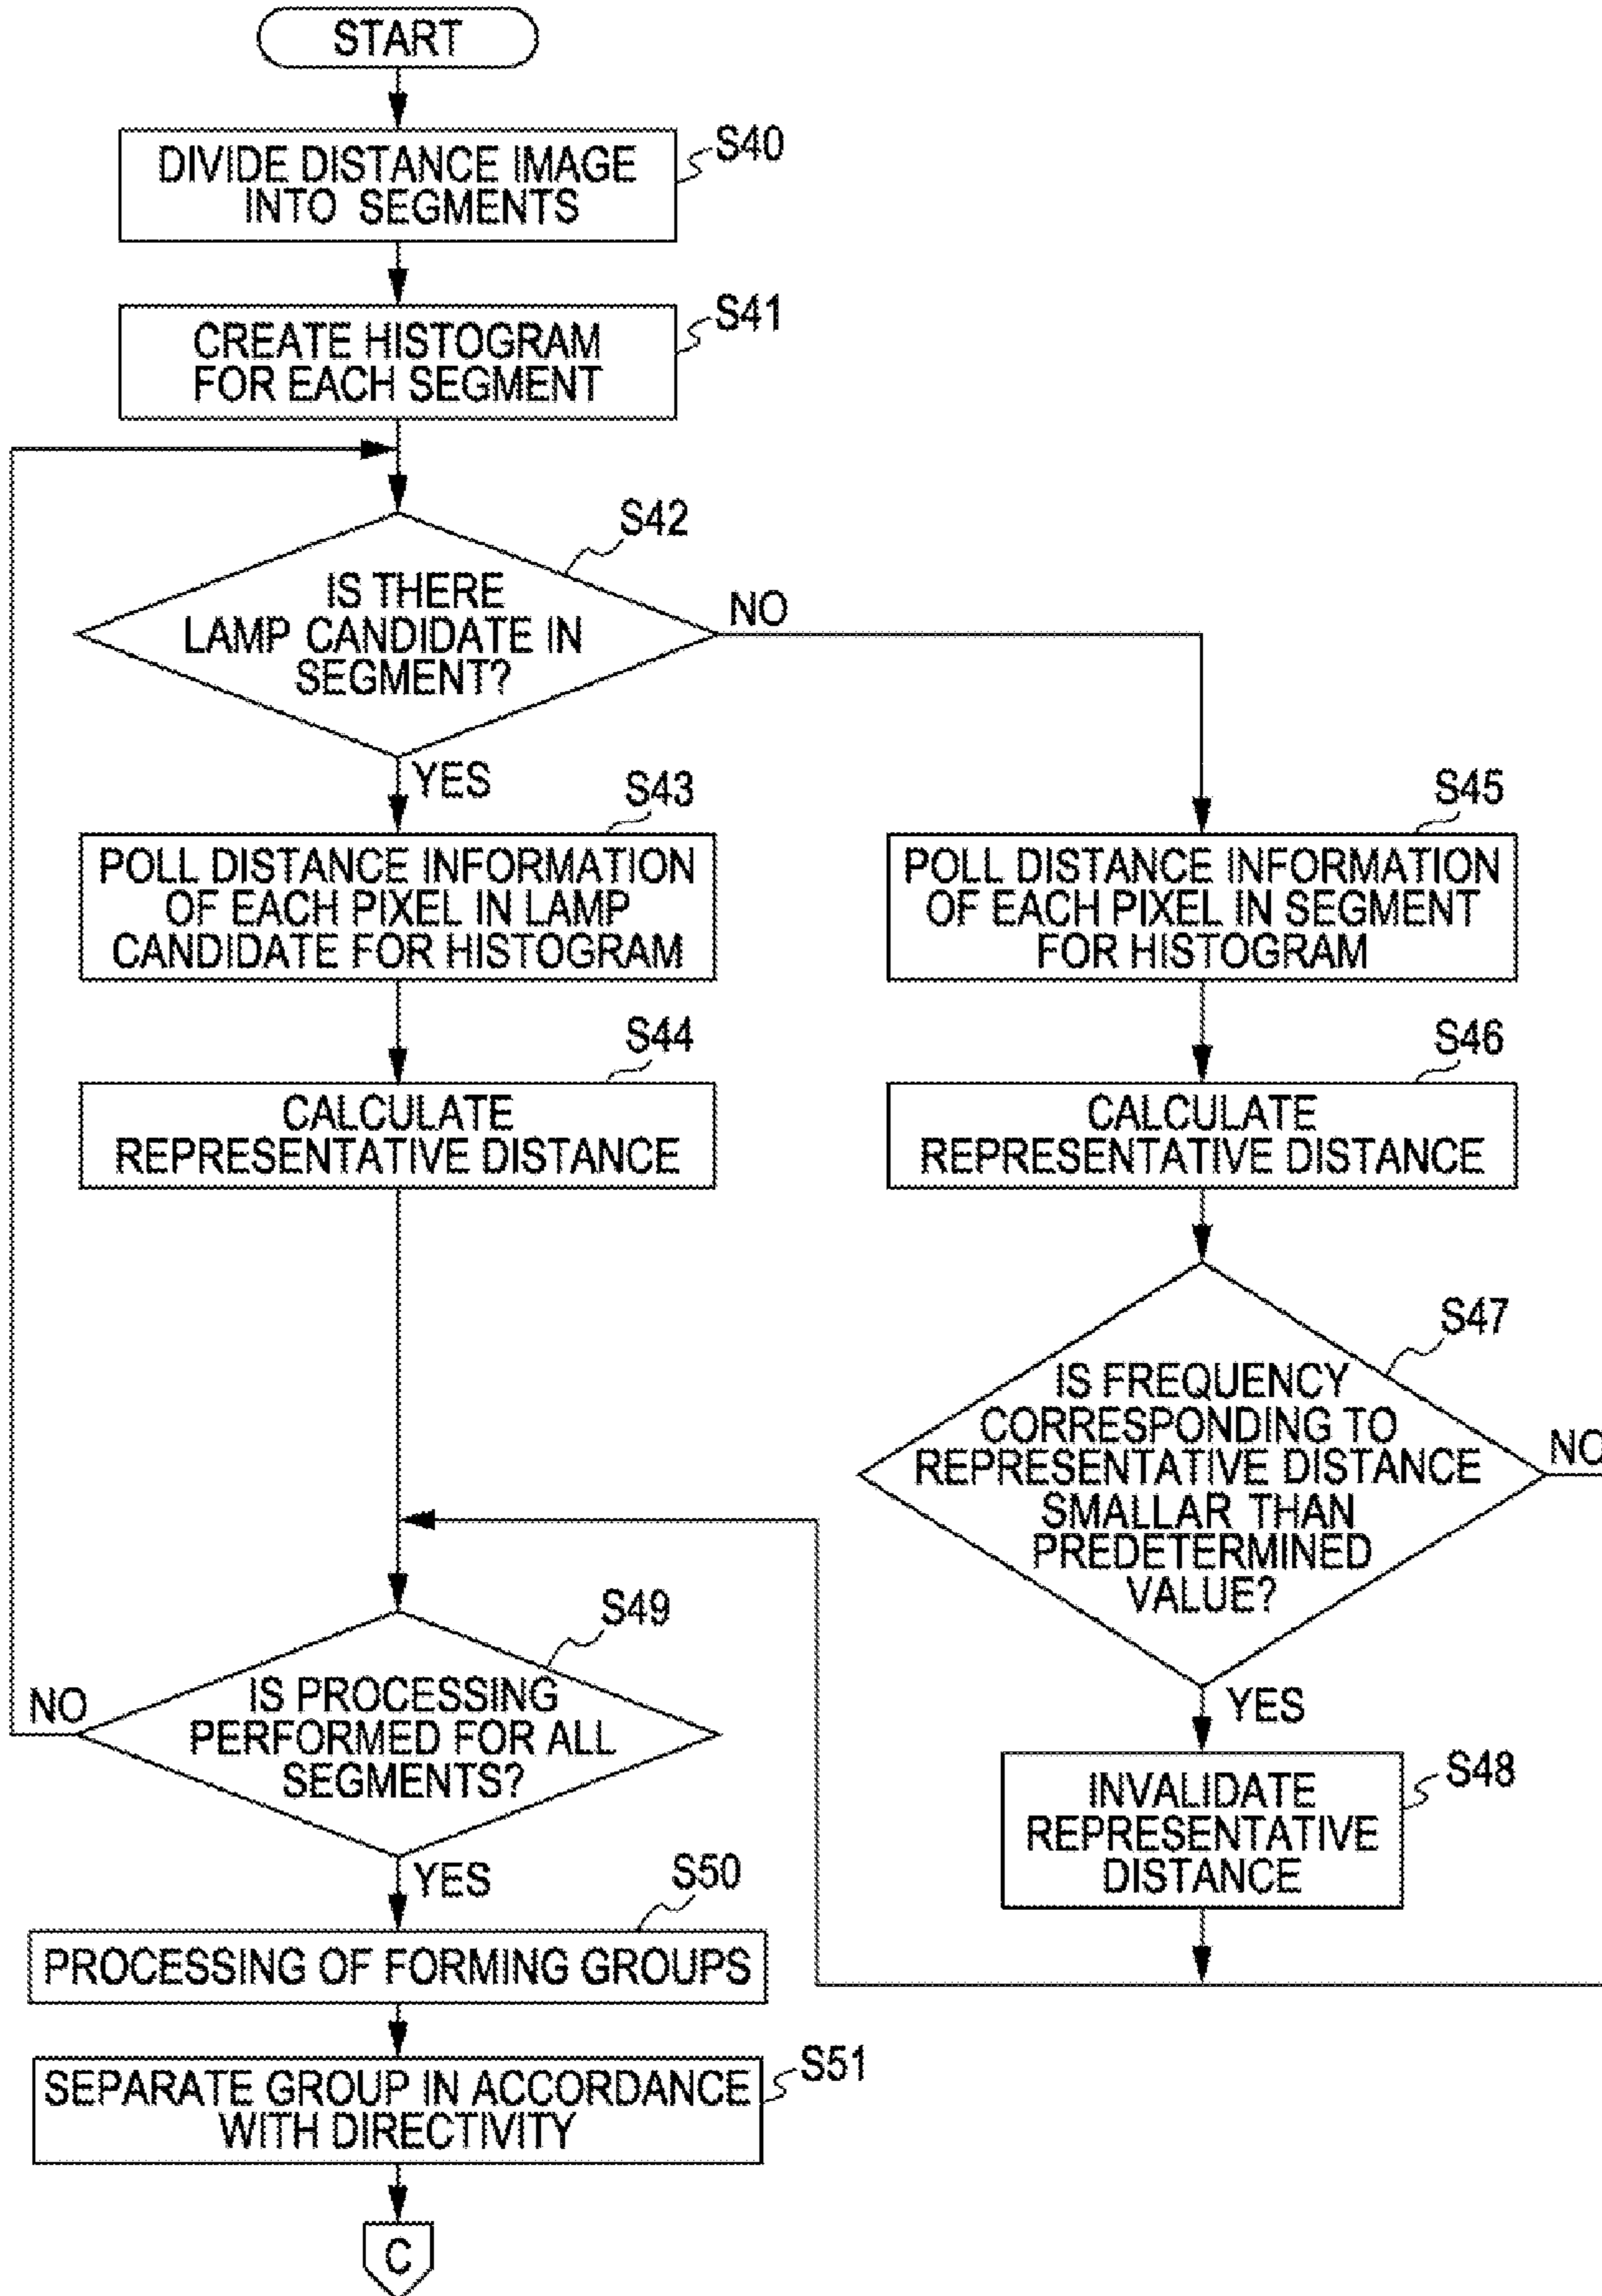 START
S40
DIVIDE DISTANCE IMAGE
INTO SEGMENTS
S41
CREATE HISTOGRAM
FOR EACH SEGMENT
S42
IS THERE
LAMP CANDIDATE IN
SEGMENT?
NO
YES
S43
POLL DISTANCE INFORMATION
OF EACH PIXEL IN LAMP
CANDIDATE FOR HISTOGRAM
S44
CALCULATE
REPRESENTATIVE DISTANCE
S45
POLL DISTANCE INFORMATION
OF EACH PIXEL IN SEGMENT
FOR HISTOGRAM
S46
CALCULATE
REPRESENTATIVE DISTANCE
S47
IS FREQUENCY
CORRESPONDING TO
REPRESENTATIVE DISTANCE
SMALLAR THAN
PREDETERMINED
VALUE?
NO
YES
S48
INVALIDATE
REPRESENTATIVE
DISTANCE
S49
IS PROCESSING
PERFORMED FOR ALL
SEGMENTS?
NO
YES
S50
PROCESSING OF FORMING GROUPS
S51
SEPARATE GROUP IN ACCORDANCE
WITH DIRECTIVITY
C